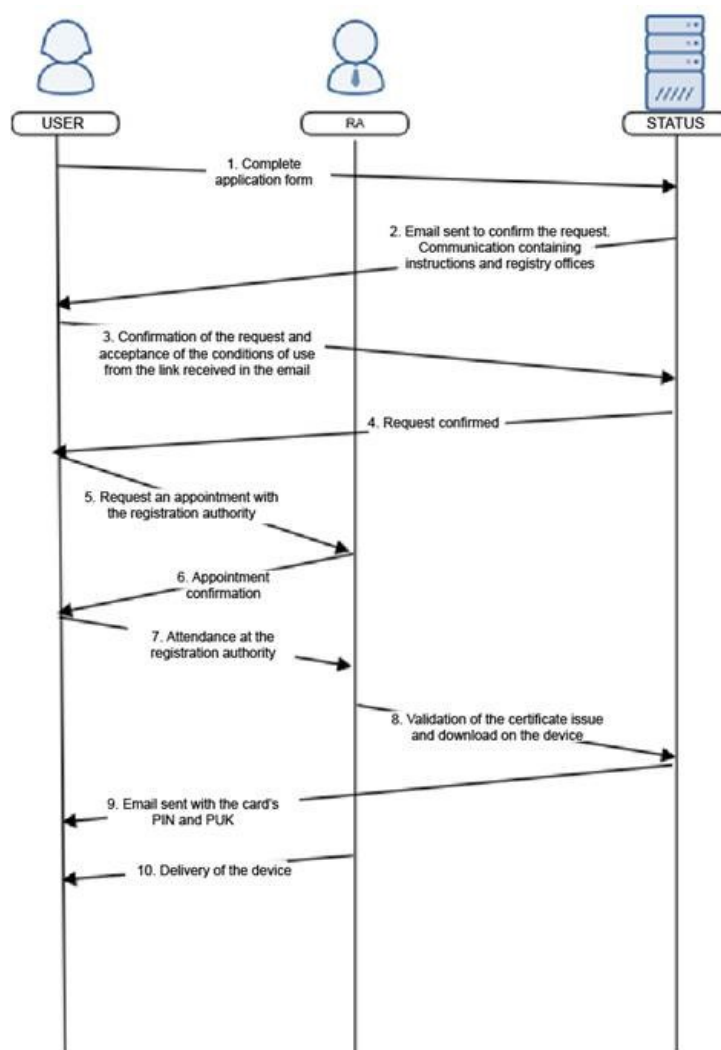 USER
RA
STATUS
1. Complete
application form
2. Email sent to confirm the request.
Communication containing
instructions and registry offices
3. Confirmation of the request and
acceptance of the conditions of use
from the link received in the email
4. Request confirmed
5. Request an appointment with
the registration authority
6. Appointment
confirmation
7. Attendance at the
registration authority
8. Validation of the certificate issue
and download on the device
9. Email sent with the card's
PIN and PUK
10. Delivery of the device